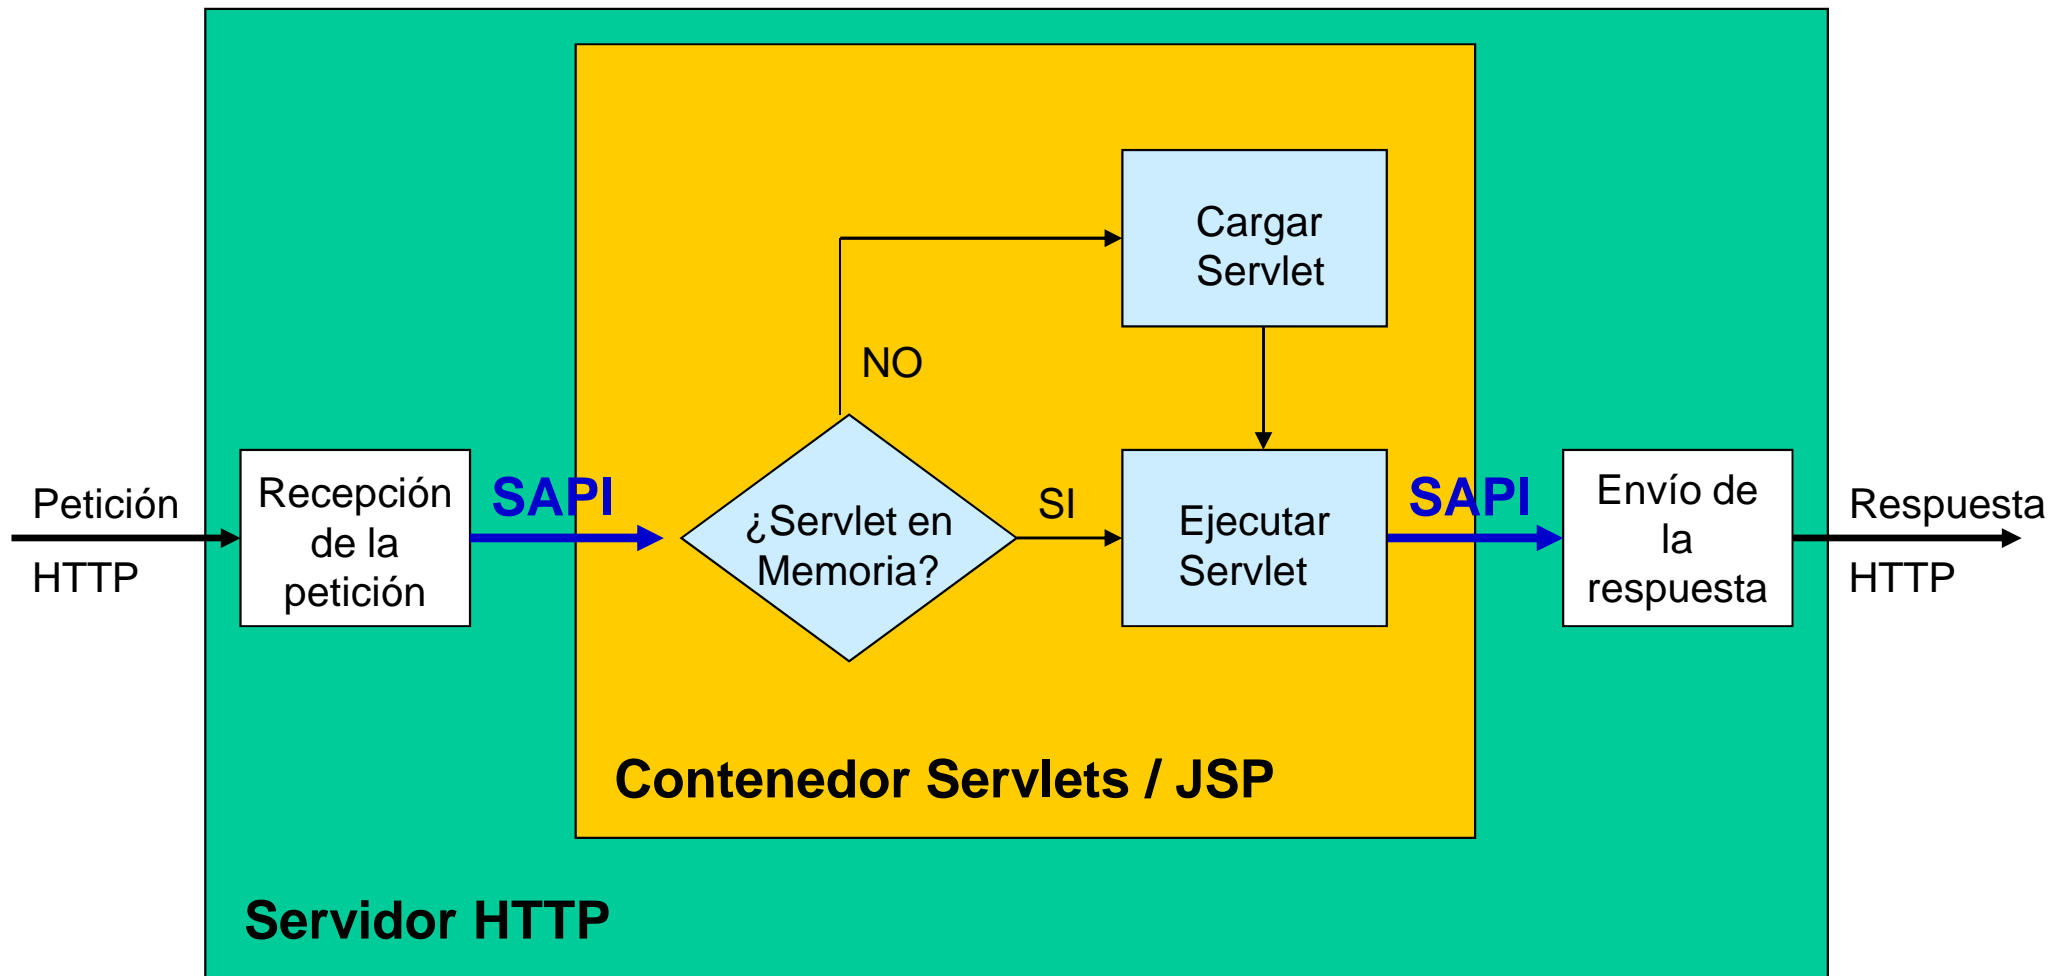 Petición
HTTP
Recepción
de la
petición
SAPI
¿Servlet en
Memoria?
NO
SI
Cargar
Servlet
Ejecutar
Servlet
SAPI
Envío de
la
respuesta
Respuesta
HTTP
Contenedor Servlets / JSP
Servidor HTTP